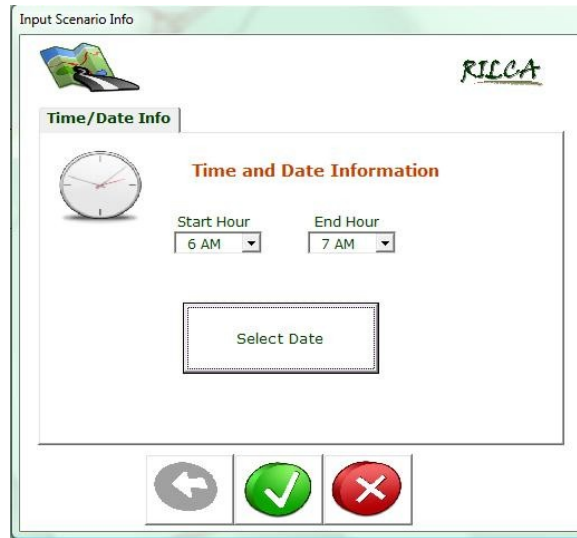 Input Scenario Info
RILCA
Time/Date Info
Time and Date Information
Start Hour End Hour
6 AM 7 AM
Select Date